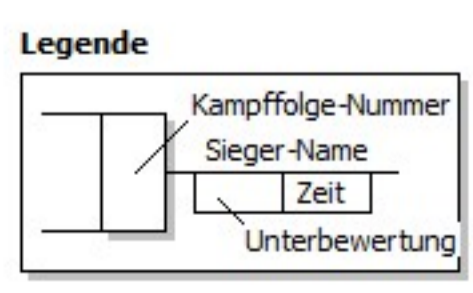 Legende
Kampffolge-Nummer
Sieger-Name
Zeit
Unterbewertung